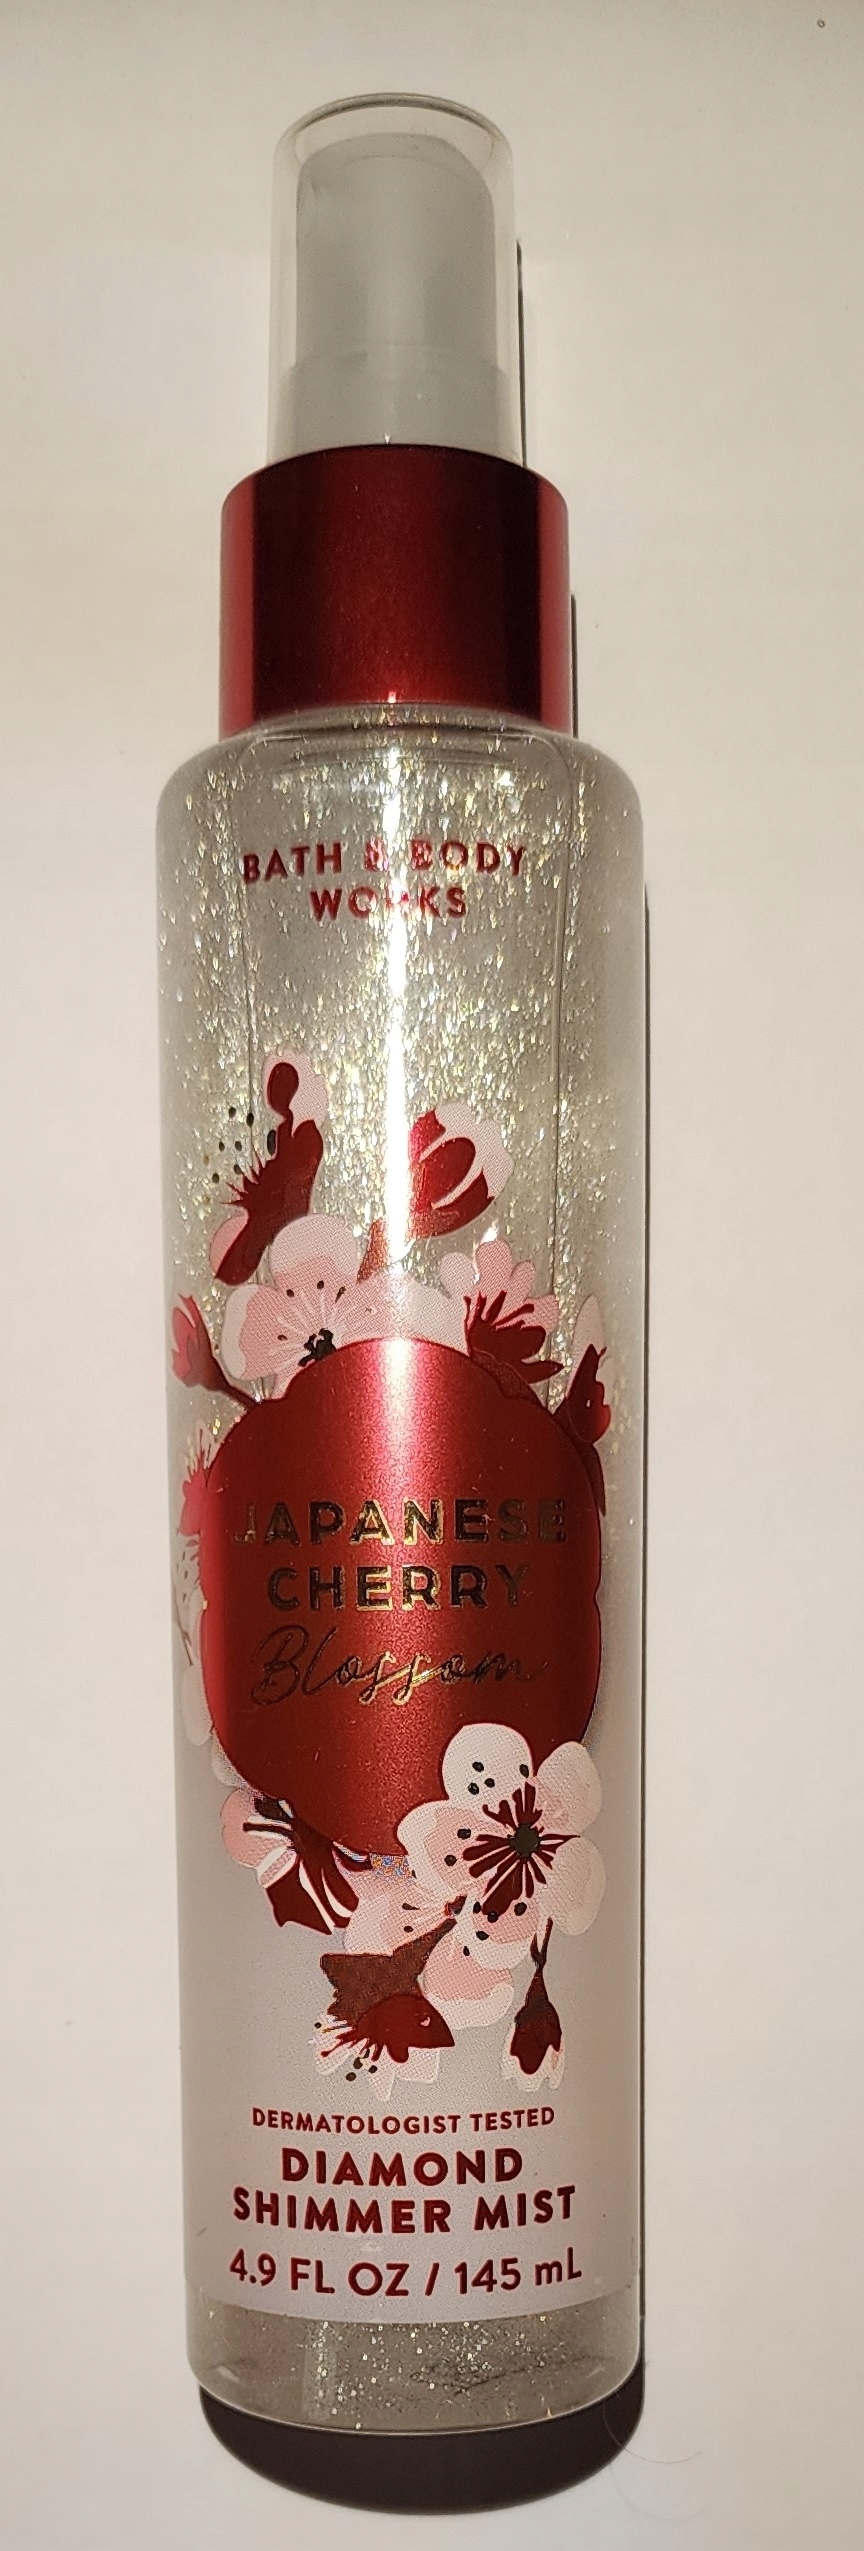 BATH & BODY
WORKS
JAPANESE
CHERRY
Blossom
DERMATOLOGIST TESTED
DIAMOND
SHIMMER MIST
4.9 FL OZ / 145 mL